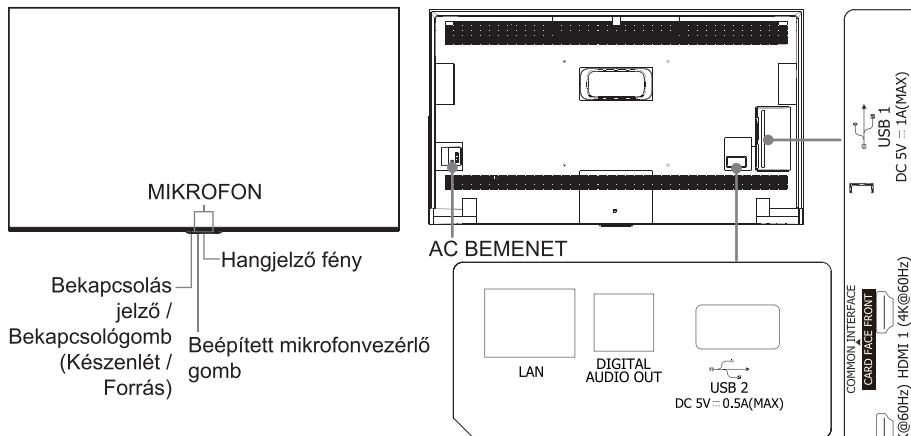 MIKROFON
Hangjelző fény
Bekapcsolás
jelző /
Bekapcsológomb
(Készenlét /
Forrás)
Beépített mikrofonvezérlő
gomb
AC BEMENET
LAN
DIGITAL
AUDIO OUT
USB 2
DC 5V ⎓ 0.5A(MAX)
USB 1
DC 5V ⎓ 1A(MAX)
COMMON INTERFACE
CARD FACE FRONT
HDMI 1 (4K@60Hz)
@60Hz)